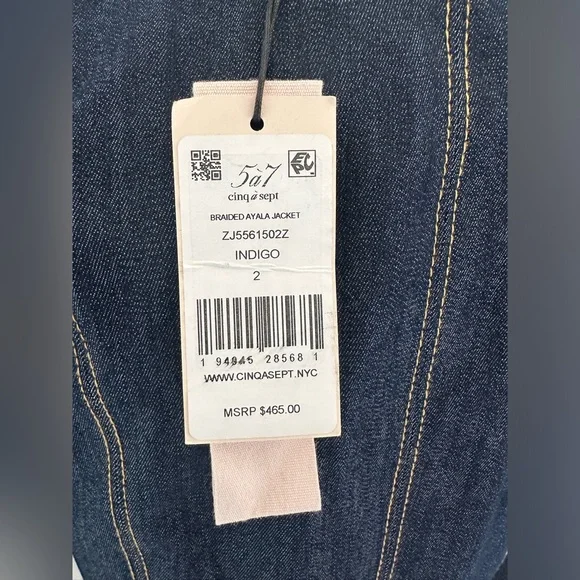 5à7
cinq à sept
EPC
BRAIDED AYALA JACKET
ZJ5561502Z
INDIGO
2
1 94945 28568 1
WWW.CINQASEPT.NYC
MSRP $465.00